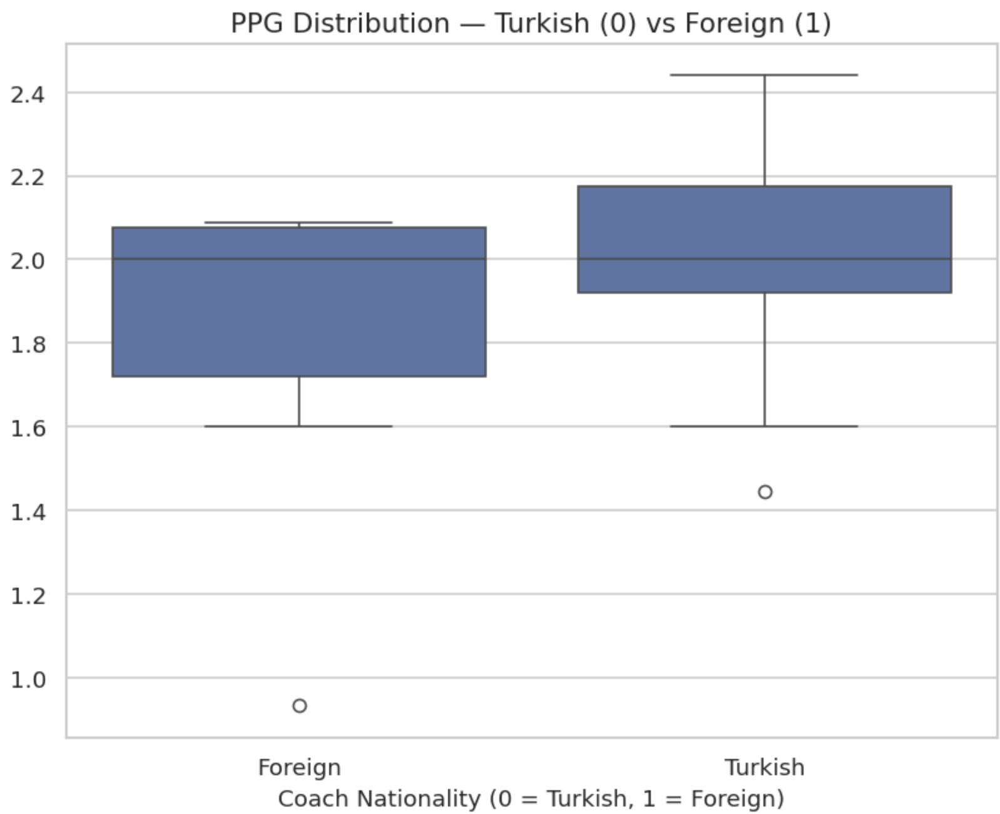 PPG Distribution — Turkish (0) vs Foreign (1)
2.4
2.2
2.0
1.8
1.6
1.4
1.2
1.0
Foreign
Turkish
Coach Nationality (0 = Turkish, 1 = Foreign)